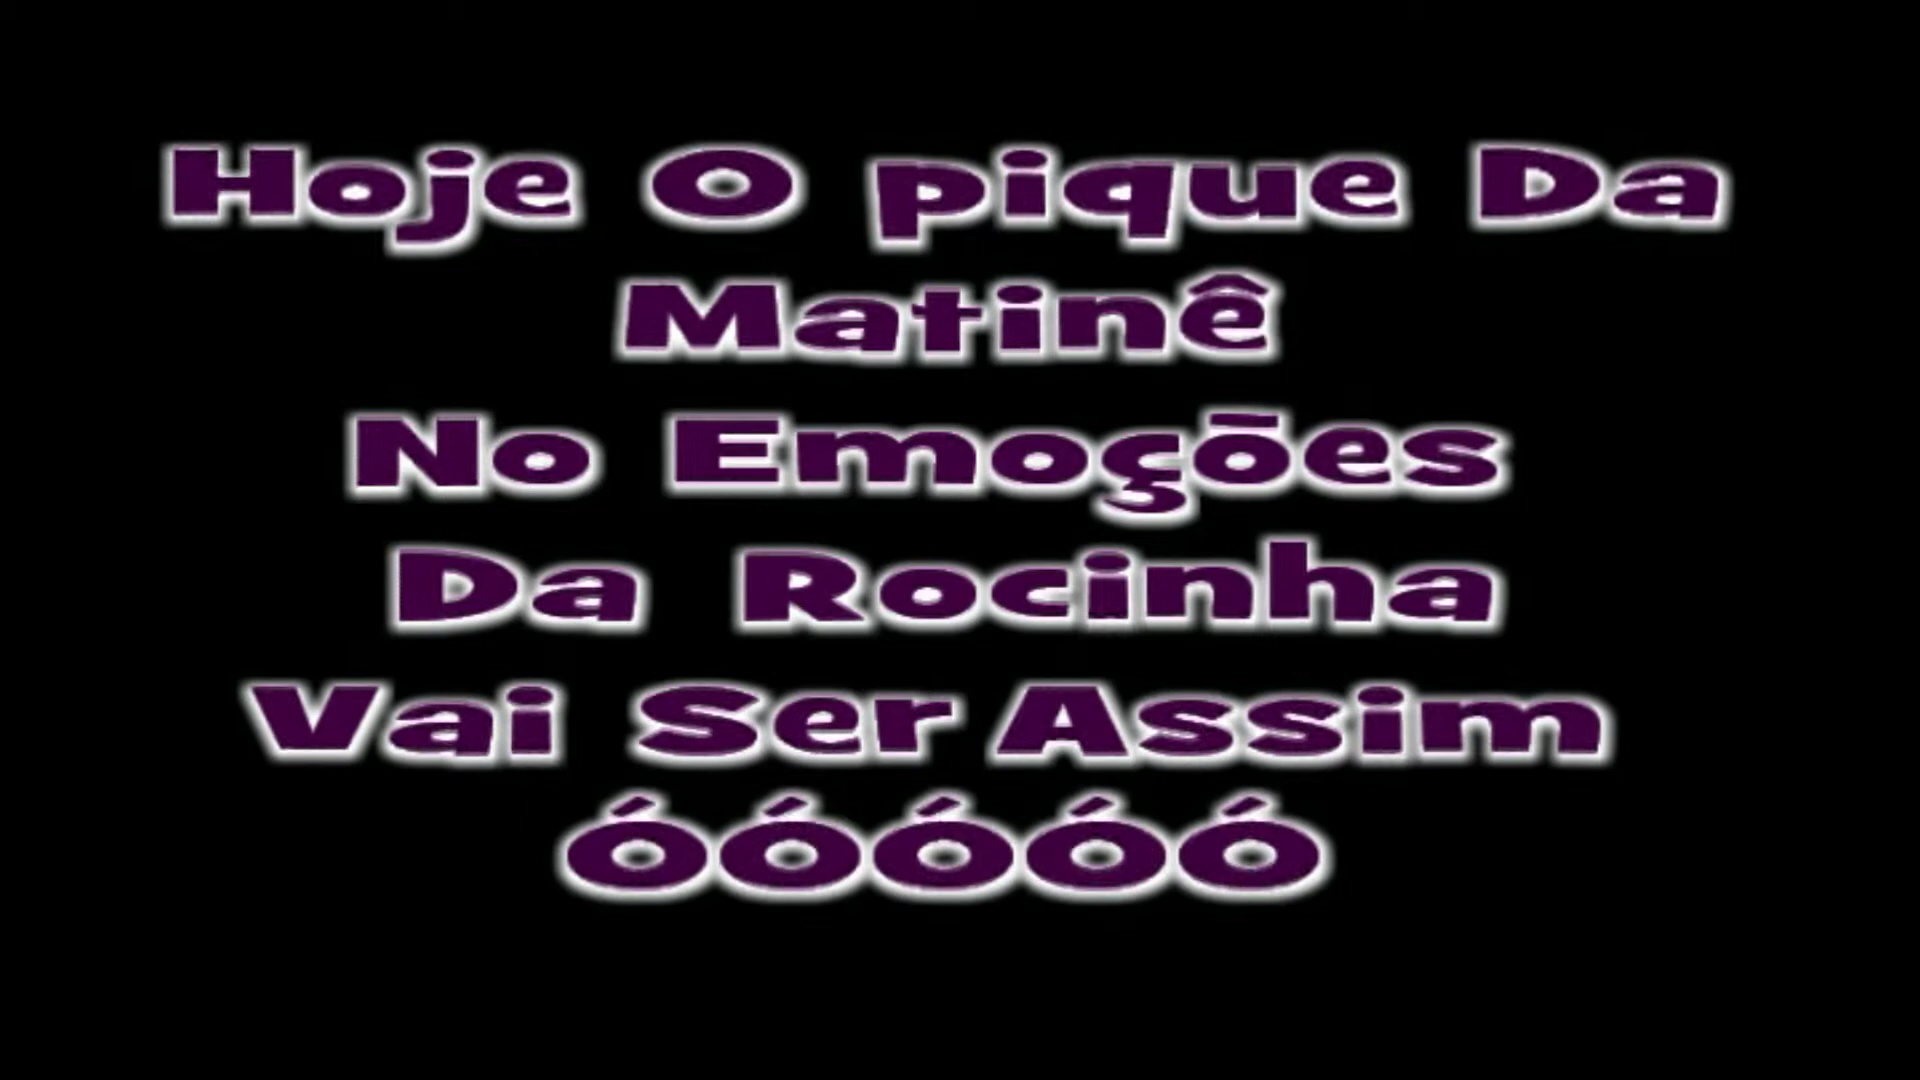 Hoje O pique Da
Matinê
No Emoções
Da Rocinha
Vai Ser Assim
ÓÓÓÓÓ